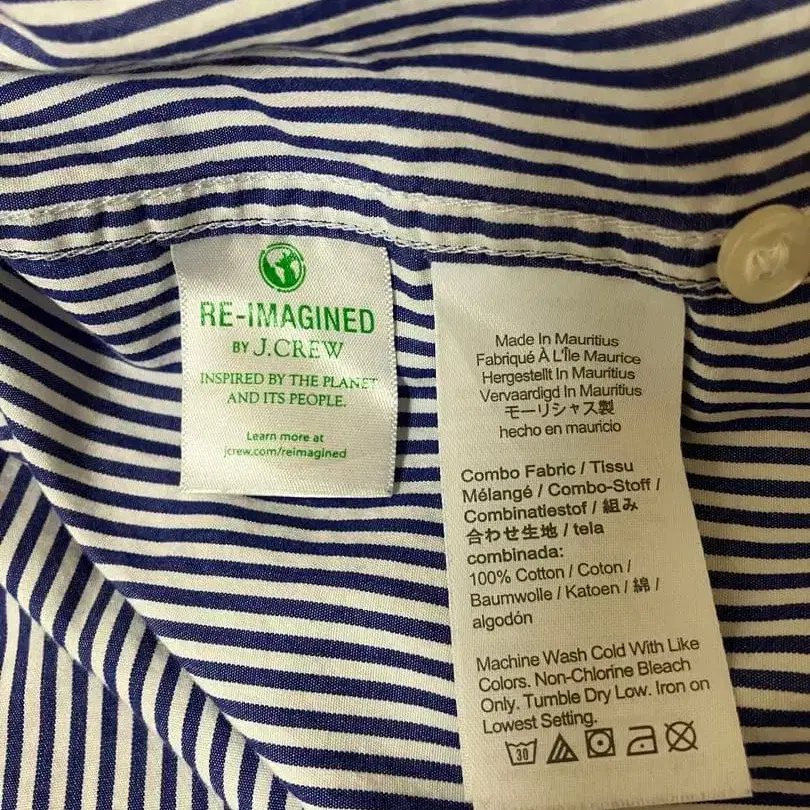 RE-IMAGINED
BY J.CREW
INSPIRED BY THE PLANET
AND ITS PEOPLE.
Learn more at
jcrew.com/reimagined
Made In Mauritius
Fabriqué À L'Île Maurice
Hergestellt In Mauritius
Vervaardigd In Mauritius
モーリシャス製
hecho en mauricio
Combo Fabric / Tissu
Mélangé / Combo-Stoff /
Combinatiestof / 組み
合わせ生地 / tela
combinada:
100% Cotton / Coton /
Baumwolle / Katoen / 綿 /
algodón
Machine Wash Cold With Like
Colors. Non-Chlorine Bleach
Only. Tumble Dry Low. Iron on
Lowest Setting.
30